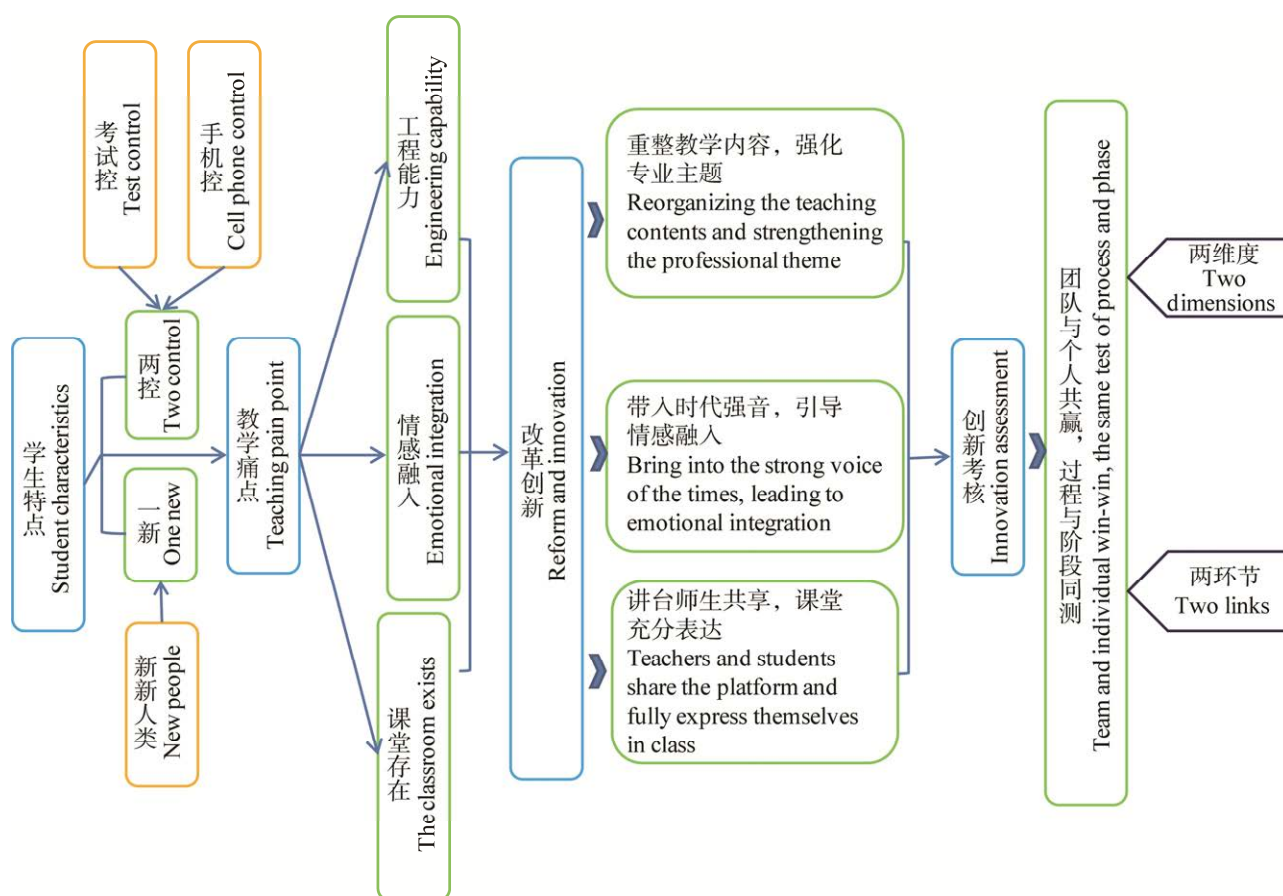 考试控
Test control
手机控
Cell phone control
学生特点
Student characteristics
两控
Two control
一新
One new
新新人类
New people
教学痛点
Teaching pain point
工程能力
Engineering capability
情感融入
Emotional integration
课堂存在
The classroom exists
改革创新
Reform and innovation
重整教学内容，强化
专业主题
Reorganizing the teaching
contents and strengthening
the professional theme
带入时代强音，引导
情感融入
Bring into the strong voice
of the times, leading to
emotional integration
讲台师生共享，课堂
充分表达
Teachers and students
share the platform and
fully express themselves
in class
创新考核
Innovation assessment
团队与个人共赢，过程与阶段同测
Team and individual win-win, the same test of process and phase
两维度
Two
dimensions
两环节
Two links